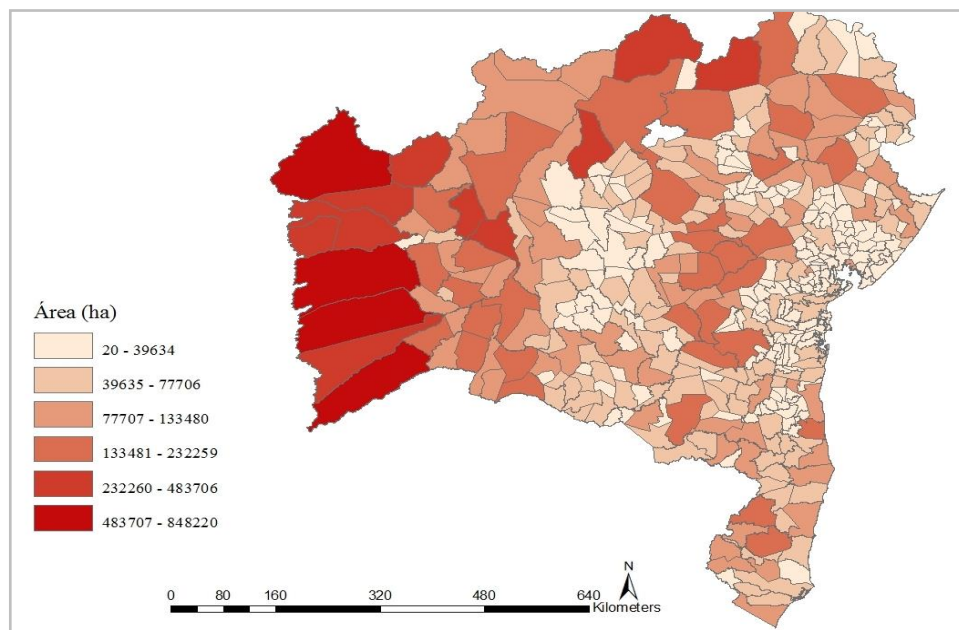 Área (ha)
20 - 39634
39635 - 77706
77707 - 133480
133481 - 232259
232260 - 483706
483707 - 848220
N
0 80 160 320 480 640
Kilometers